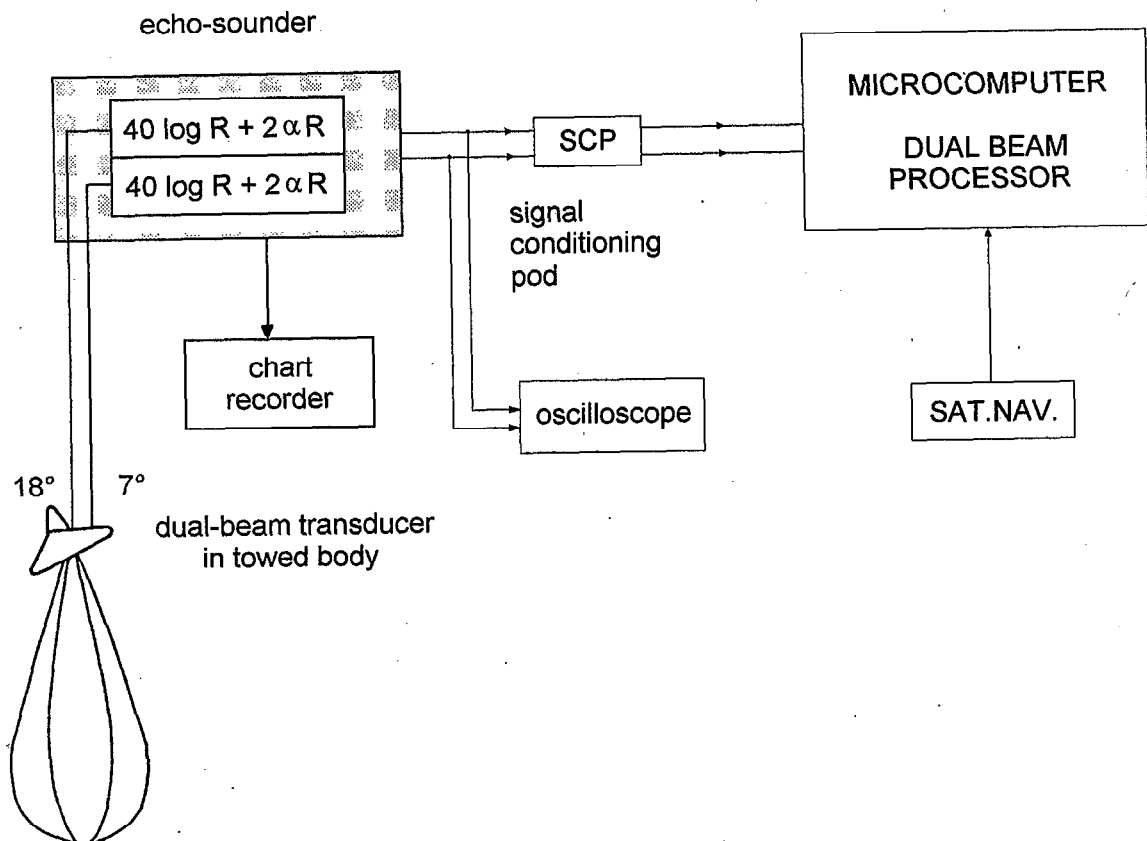 echo-sounder
40 log R + 2 α R
40 log R + 2 α R
SCP
MICROCOMPUTER
DUAL BEAM
PROCESSOR
signal
conditioning
pod
chart
recorder
oscilloscope
SAT.NAV.
18° 7°
dual-beam transducer
in towed body